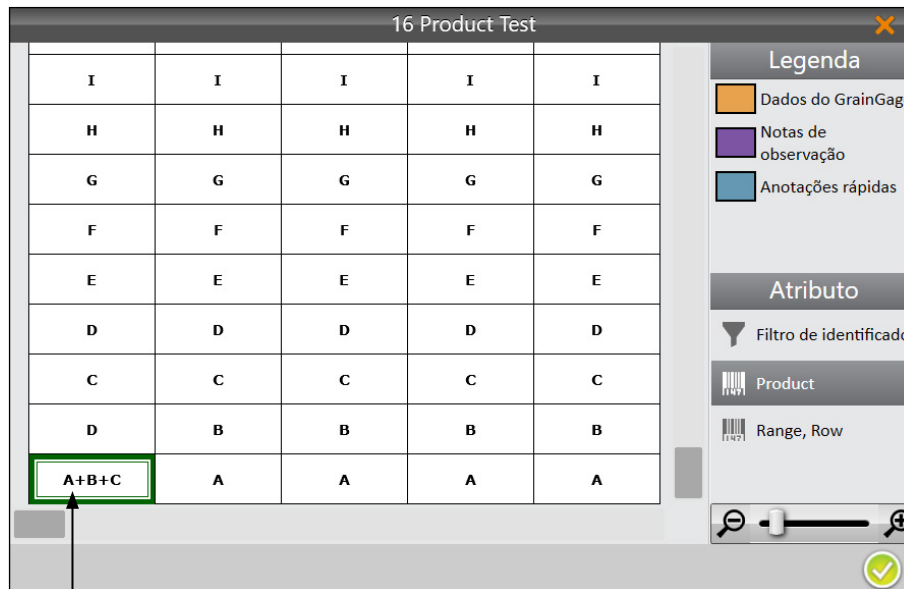 16 Product Test
I I I I I
H H H H H
G G G G G
F F F F F
E E E E E
D D D D D
C C C C C
D B B B B
A+B+C A A A A
Legenda
Dados do GrainGag
Notas de
observação
Anotações rápidas
Atributo
Filtro de identificado
Product
Range, Row